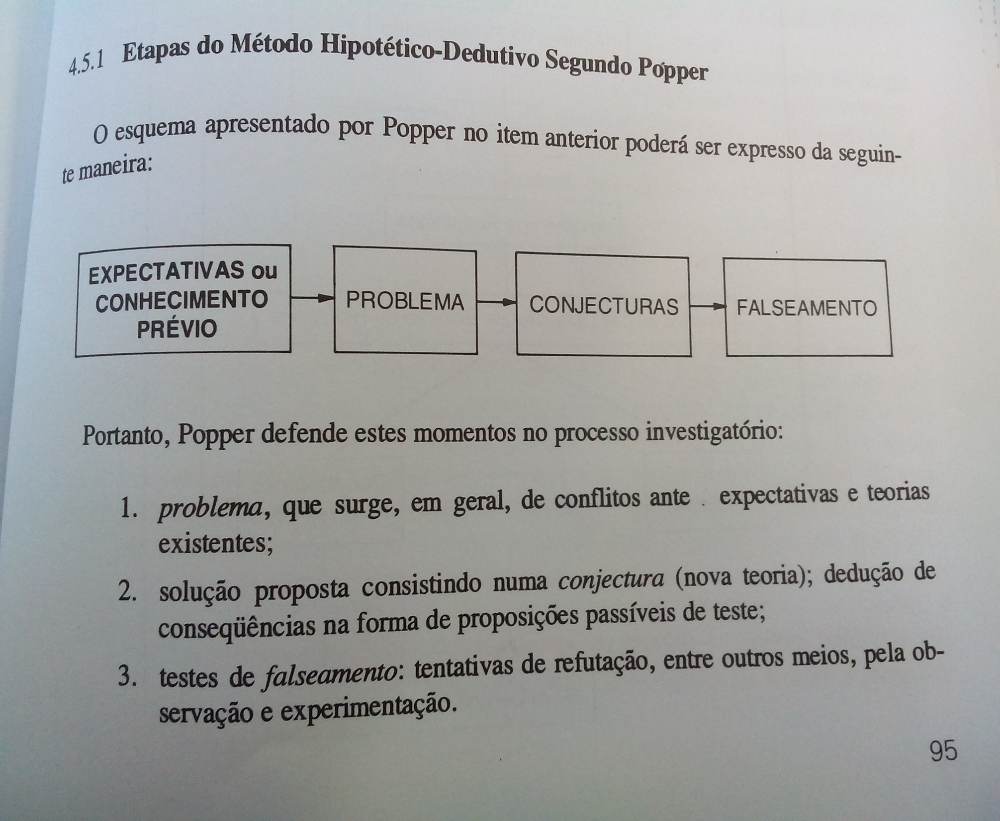 4.5.1 Etapas do Método Hipotético-Dedutivo Segundo Popper
O esquema apresentado por Popper no item anterior poderá ser expresso da seguin-
te maneira:
EXPECTATIVAS ou
CONHECIMENTO
PRÉVIO
PROBLEMA
CONJECTURAS
FALSEAMENTO
Portanto, Popper defende estes momentos no processo investigatório:
1. problema, que surge, em geral, de conflitos ante expectativas e teorias
existentes;
2. solução proposta consistindo numa conjectura (nova teoria); dedução de
conseqüências na forma de proposições passíveis de teste;
3. testes de falseamento: tentativas de refutação, entre outros meios, pela ob-
servação e experimentação.
95